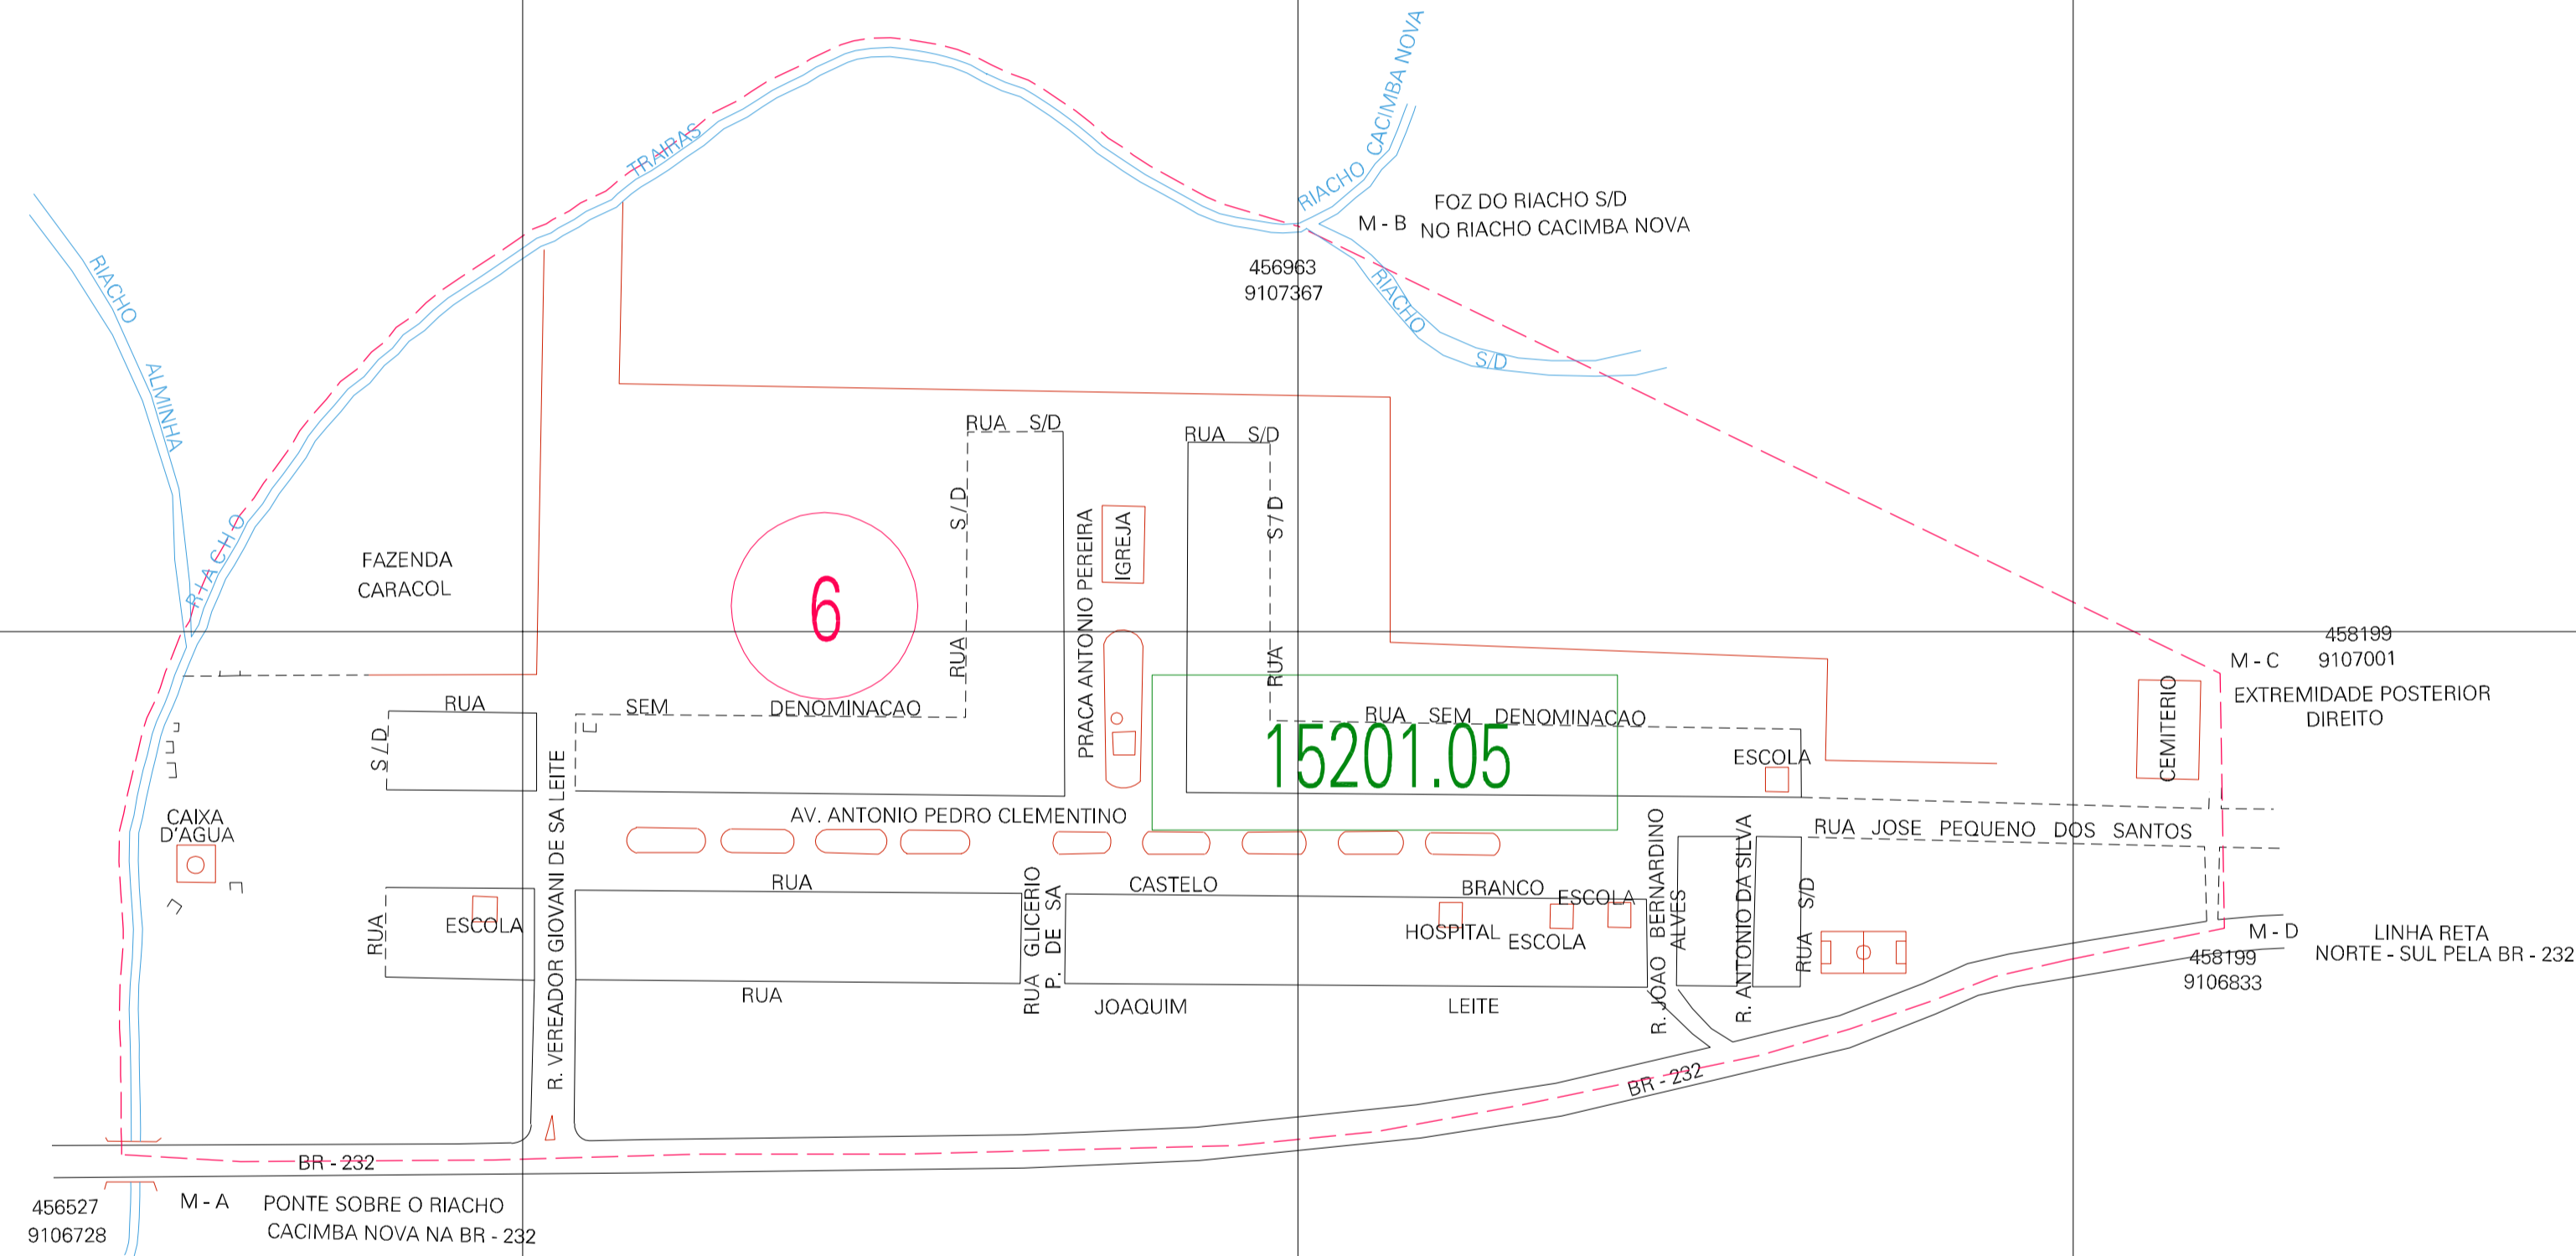 RIACHO CACIMBA NOVA
TRAIRAS
FOZ DO RIACHO S/D
M - B
NO RIACHO CACIMBA NOVA
456963
9107367
RIACHO
S/D
RIACHO
ALMINHA
RIACHO
FAZENDA
CARACOL
6
RUA S/D
RUA S/D
RUA S/D
RUA S/D
PRACA ANTONIO PEREIRA
IGREJA
458199
M - C 9107001
EXTREMIDADE POSTERIOR
DIREITO
CEMITERIO
RUA
S/D
SEM DENOMINACAO
RUA SEM DENOMINACAO
15201.05
ESCOLA
CAIXA
D'AGUA
AV. ANTONIO PEDRO CLEMENTINO
RUA JOSE PEQUENO DOS SANTOS
R. VEREADOR GIOVANI DE SA LEITE
RUA CASTELO BRANCO
RUA
ESCOLA
RUA GLICERIO
P. DE SA
HOSPITAL
ESCOLA
ESCOLA
R. JOAO BERNARDINO
ALVES
R. ANTONIO DA SILVA
RUA S/D
M - D
LINHA RETA
NORTE - SUL PELA BR - 232
458199
9106833
RUA JOAQUIM LEITE
BR - 232
BR - 232
456527
9106728
M - A
PONTE SOBRE O RIACHO
CACIMBA NOVA NA BR - 232